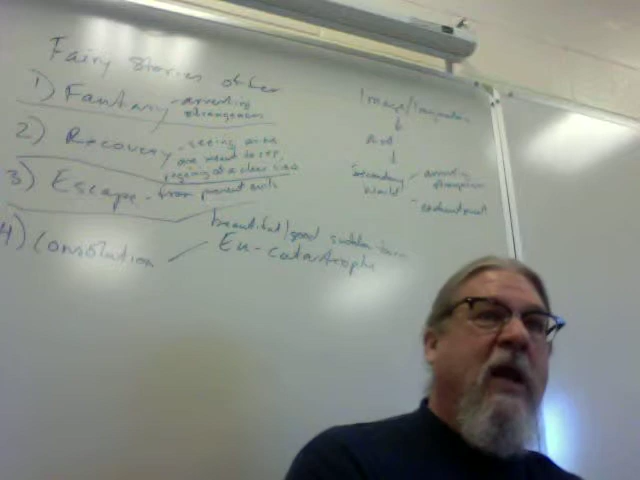 Fairy Stories offer
1) Fantasy - arresting
strangeness
2) Recovery - seeing as we
are meant to see,
regaining of a clear view
3) Escape - from present evils
4) Consolation
beautiful/good sudden turn
Eu-catastrophe
Image/Imagination
↓
↓
Secondary World
- arresting strangeness
- enchantment